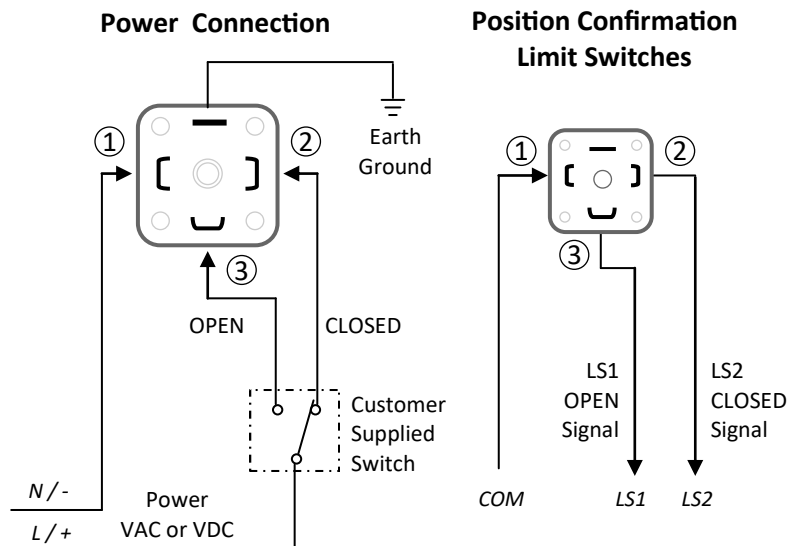 Power Connection
①
②
③
Earth
Ground
OPEN
CLOSED
Customer
Supplied
Switch
N / -
L / +
Power
VAC or VDC
Position Confirmation
Limit Switches
①
②
③
LS1
OPEN
Signal
LS2
CLOSED
Signal
COM
LS1
LS2